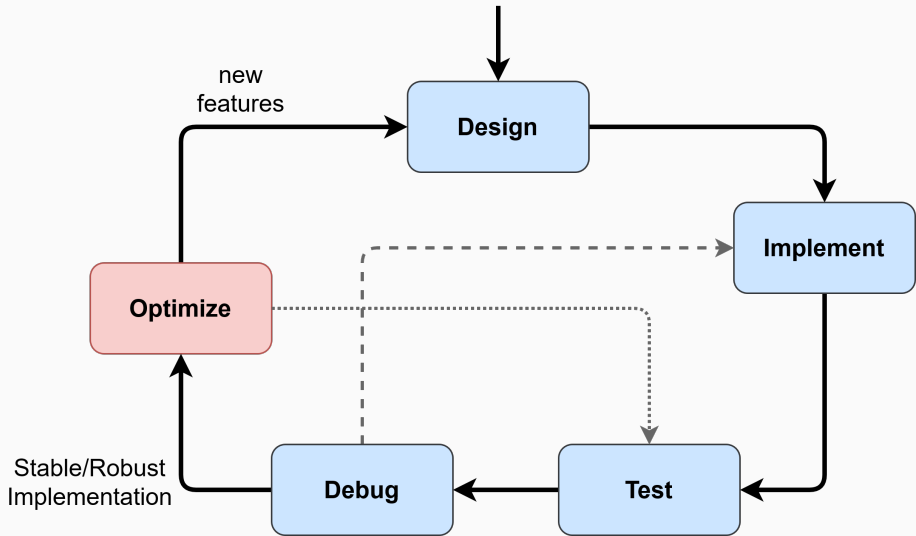 new
features
Design
Implement
Optimize
Stable/Robust
Implementation
Debug
Test